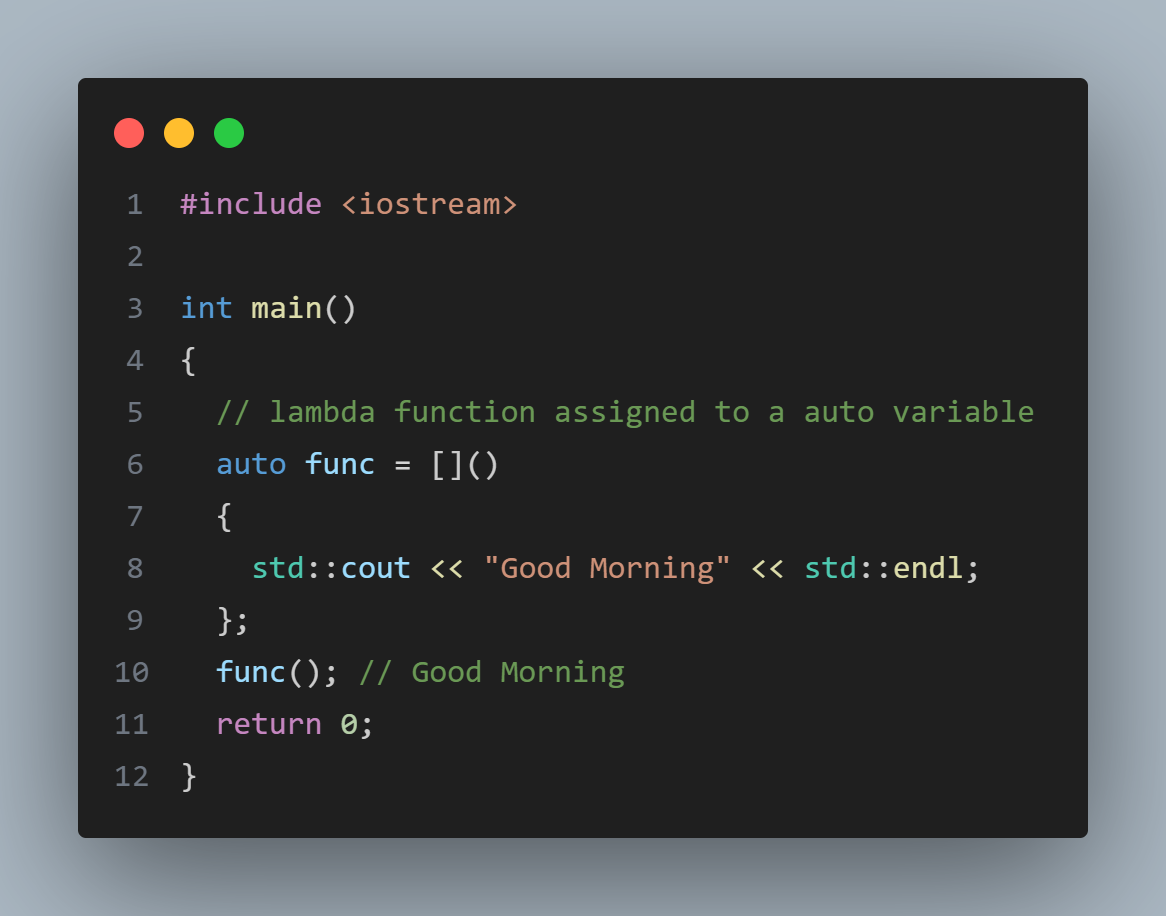 1 #include <iostream>
2
3 int main()
4 {
5   // lambda function assigned to a auto variable
6   auto func = []()
7   {
8     std::cout << "Good Morning" << std::endl;
9   };
10   func(); // Good Morning
11   return 0;
12 }